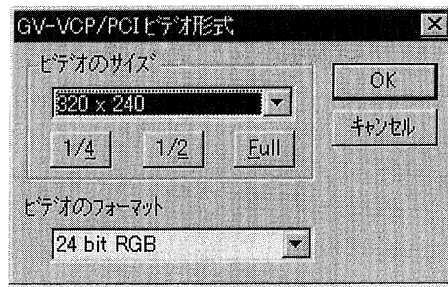 GV-VCP/PCIビデオ形式
ビデオのサイズ
320 x 240
1/4 1/2 Full
OK
キャンセル
ビデオのフォーマット
24 bit RGB